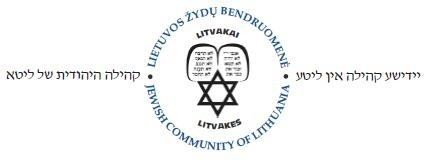 LIETUVOS ŽYDŲ BENDRUOMENĖ
LITVAKAI
יידישע קהילה אין ליטע • • קהילה היהודית של ליטא
LITVAKES
JEWISH COMMUNITY OF LITHUANIA